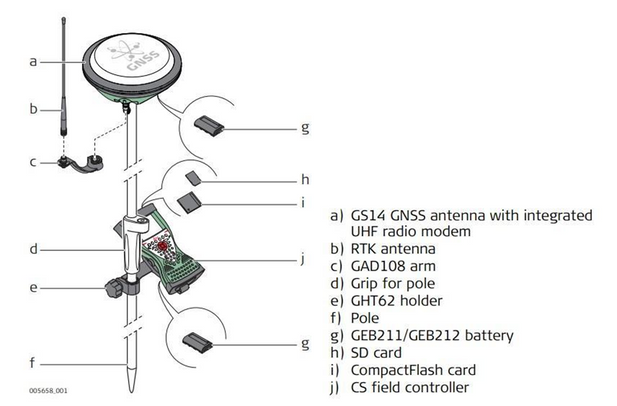 GNSS
a
b
g
c
h
i
d
j
e
g
f
005658_001
a) GS14 GNSS antenna with integrated
UHF radio modem
b) RTK antenna
c) GAD108 arm
d) Grip for pole
e) GHT62 holder
f) Pole
g) GEB211/GEB212 battery
h) SD card
i) CompactFlash card
j) CS field controller